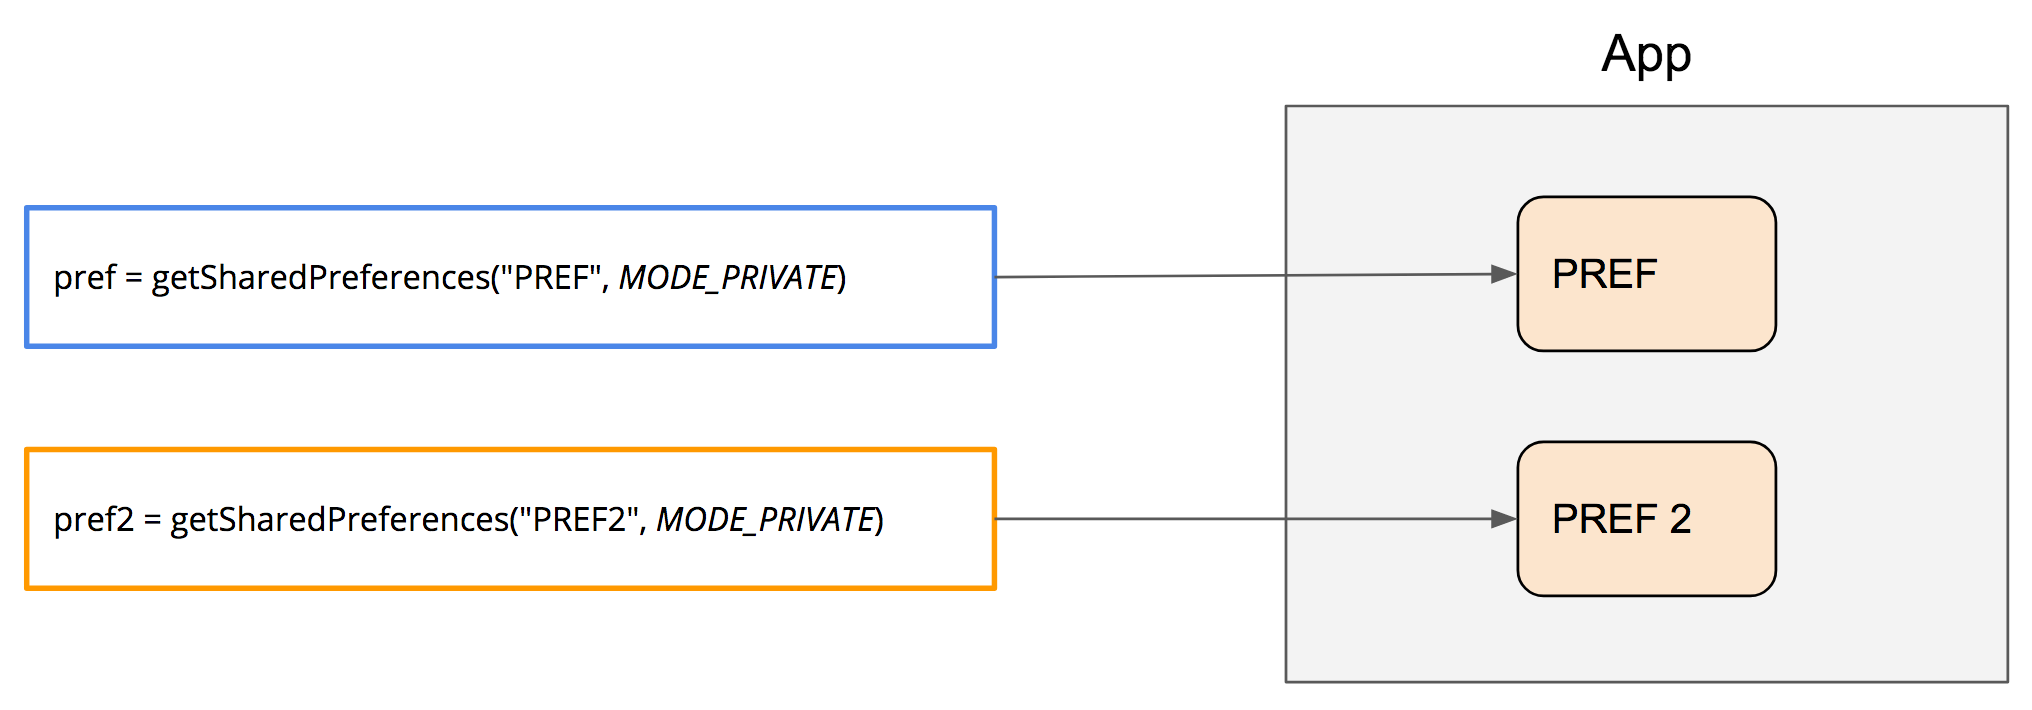 App
pref = getSharedPreferences("PREF", MODE_PRIVATE)
PREF
pref2 = getSharedPreferences("PREF2", MODE_PRIVATE)
PREF 2